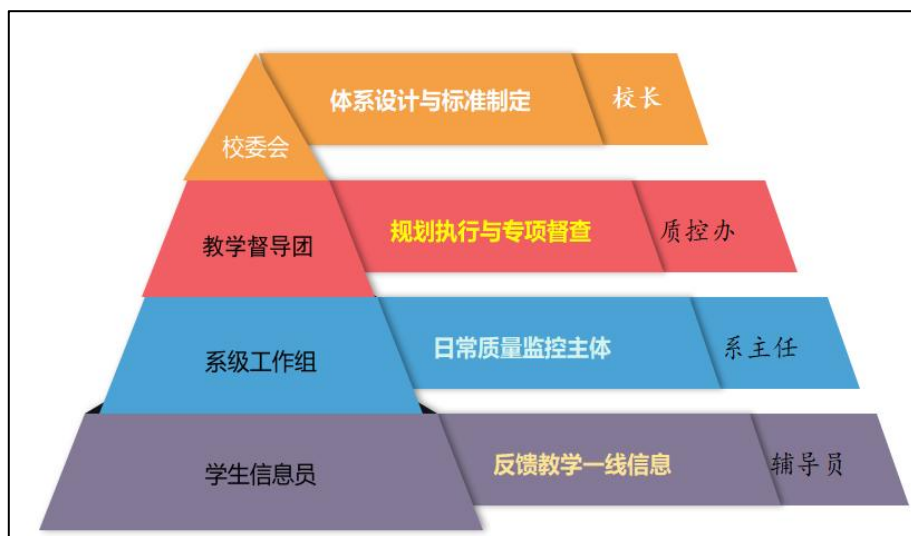 体系设计与标准制定
校长
校委会
规划执行与专项督查
质控办
教学督导团
日常质量监控主体
系主任
系级工作组
反馈教学一线信息
辅导员
学生信息员